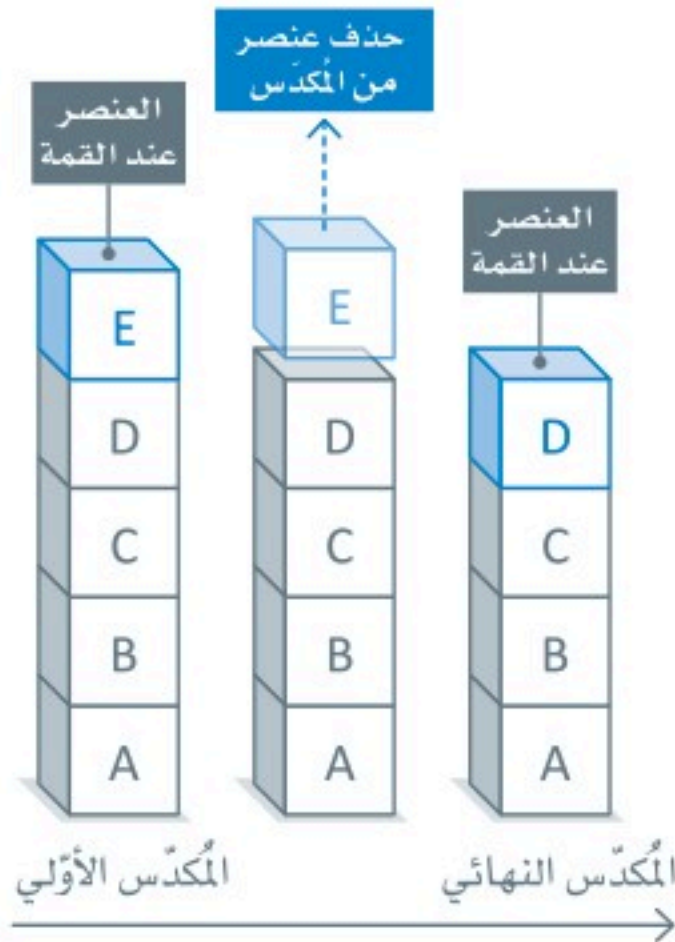 حذف عنصر
من المُكدّس
العنصر
عند القمة
العنصر
عند القمة
E
D
C
B
A
E
D
C
B
A
D
C
B
A
المُكدّس الأوّلي
المُكدّس النهائي